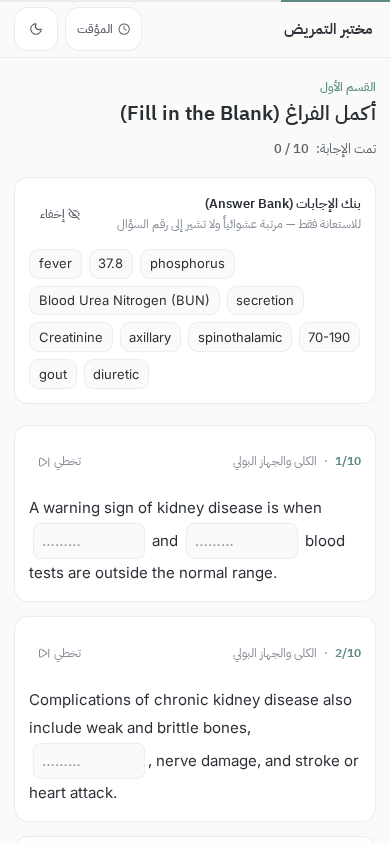 مختبر التمريض
المؤقت
القسم الأول
أكمل الفراغ (Fill in the Blank)
تمت الإجابة: 10 / 0
بنك الإجابات (Answer Bank)
إخفاء
للاستعانة فقط — مرتبة عشوائياً ولا تشير إلى رقم السؤال
fever 37.8 phosphorus
Blood Urea Nitrogen (BUN) secretion
Creatinine axillary spinothalamic 70-190
gout diuretic
1/10 · الكلى والجهاز البولي
تخطي
A warning sign of kidney disease is when
......... and ......... blood
tests are outside the normal range.
2/10 · الكلى والجهاز البولي
تخطي
Complications of chronic kidney disease also
include weak and brittle bones,
......... , nerve damage, and stroke or
heart attack.